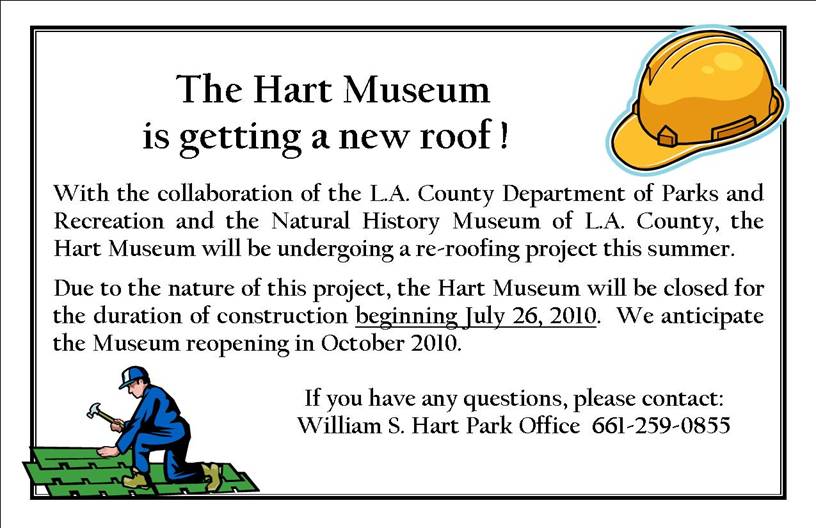 The Hart Museum
is getting a new roof !
With the collaboration of the L.A. County Department of Parks and
Recreation and the Natural History Museum of L.A. County, the
Hart Museum will be undergoing a re-roofing project this summer.
Due to the nature of this project, the Hart Museum will be closed for
the duration of construction beginning July 26, 2010.  We anticipate
the Museum reopening in October 2010.
If you have any questions, please contact:
William S. Hart Park Office  661-259-0855